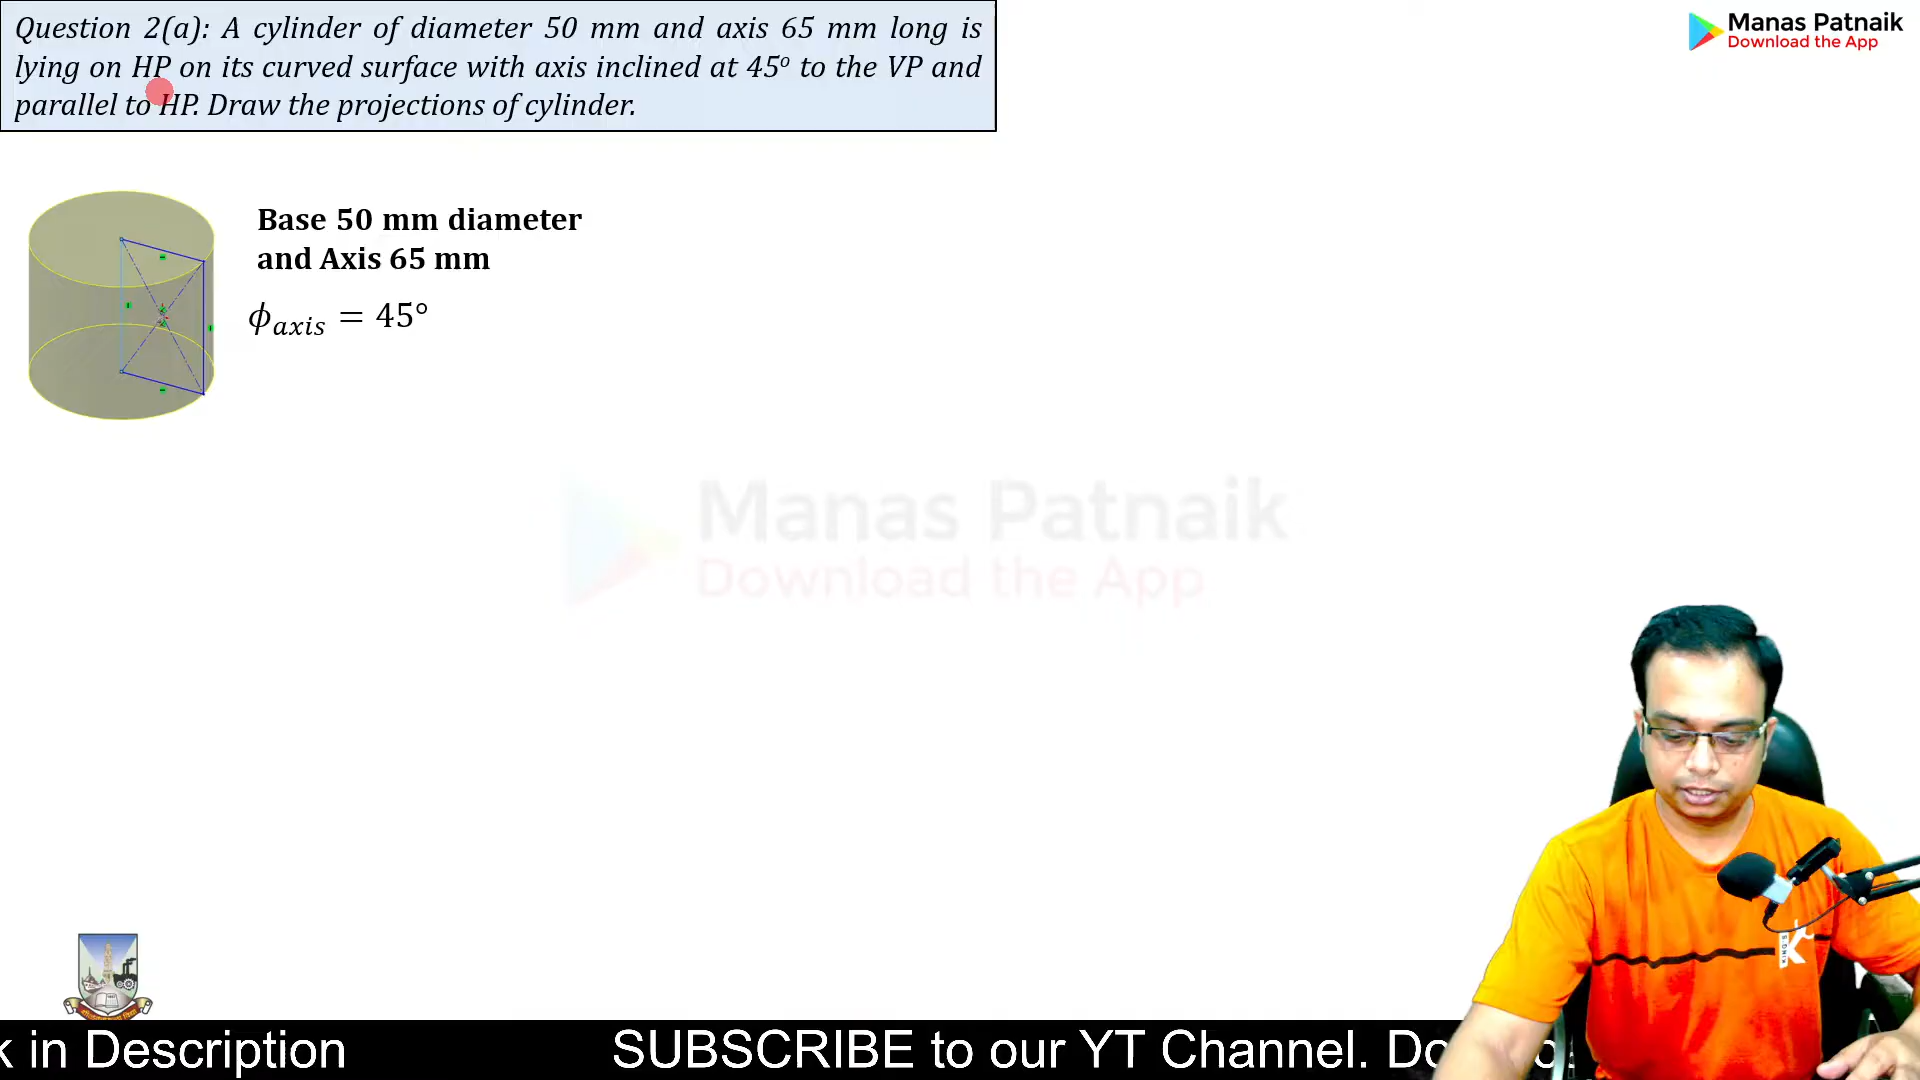 Question 2(a): A cylinder of diameter 50 mm and axis 65 mm long is
lying on HP on its curved surface with axis inclined at 45° to the VP and
parallel to HP. Draw the projections of cylinder.
Manas Patnaik
Download the App
Base 50 mm diameter
and Axis 65 mm
ϕaxis = 45°
Manas Patnaik
Download the App
KING'S
K
k in Description SUBSCRIBE to our YT Channel. Do